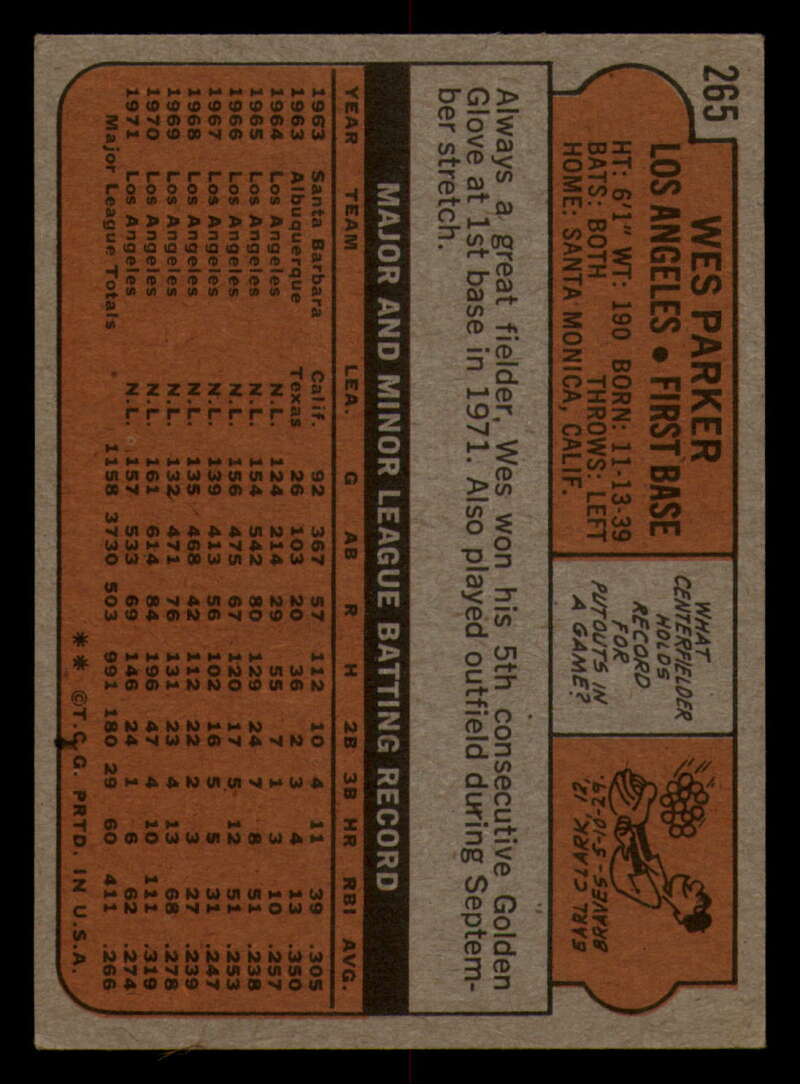 265
WES PARKER
LOS ANGELES • FIRST BASE
HT: 6'1" WT: 190 BORN: 11-13-39
BATS: BOTH THROWS: LEFT
HOME: SANTA MONICA, CALIF.
WHAT
CENTERFIELDER
HOLDS
RECORD
FOR
PUTOUTS IN
A GAME?
EARL CLARK, 12,
BRAVES--5-10-29.
Always a great fielder, Wes won his 5th consecutive Golden
Glove at 1st base in 1971. Also played outfield during Septem-
ber stretch.
MAJOR AND MINOR LEAGUE BATTING RECORD
YEAR TEAM LEA. G AB R H 2B 3B HR RBI AVG.
1963 Santa Barbara Calif. 92 367 57 112 10 4 11 39 .305
1963 Albuquerque Texas 26 103 20 36 2 3 4 13 .350
1964 Los Angeles N.L. 124 214 29 55 7 1 3 10 .257
1965 Los Angeles N.L. 154 542 80 129 24 7 8 51 .238
1966 Los Angeles N.L. 156 475 67 120 17 5 12 51 .253
1967 Los Angeles N.L. 139 413 56 102 16 5 5 31 .247
1968 Los Angeles N.L. 135 468 42 112 22 2 3 27 .239
1969 Los Angeles N.L. 132 471 76 131 23 4 13 68 .278
1970 Los Angeles N.L. 161 614 84 196 47 4 10 111 .319
1971 Los Angeles N.L. 157 533 69 146 24 1 6 62 .274
Major League Totals 1158 3730 503 991 180 29 60 411 .266
** ©T.C.G. PRTD. IN U.S.A.